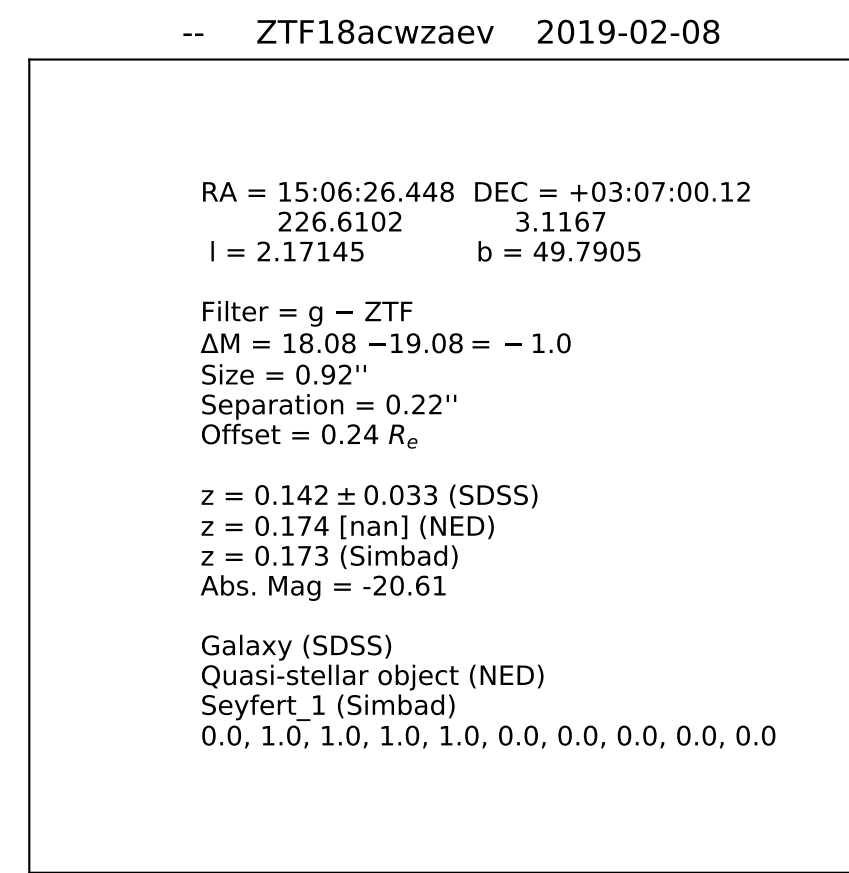 -- ZTF18acwzaev 2019-02-08
RA = 15:06:26.448 DEC = +03:07:00.12
226.6102 3.1167
l = 2.17145 b = 49.7905
Filter = g − ZTF
ΔM = 18.08 −19.08 = − 1.0
Size = 0.92''
Separation = 0.22''
Offset = 0.24 Re
z = 0.142 ± 0.033 (SDSS)
z = 0.174 [nan] (NED)
z = 0.173 (Simbad)
Abs. Mag = -20.61
Galaxy (SDSS)
Quasi-stellar object (NED)
Seyfert_1 (Simbad)
0.0, 1.0, 1.0, 1.0, 1.0, 0.0, 0.0, 0.0, 0.0, 0.0